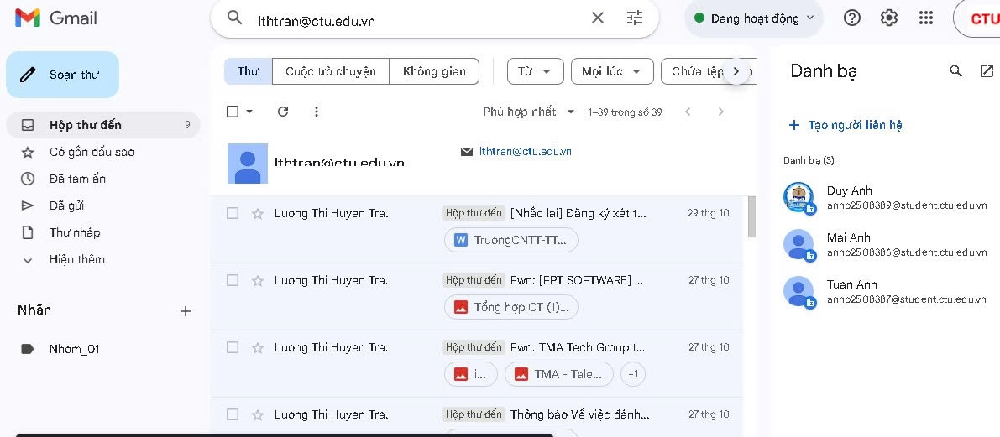 Gmail
lthtran@ctu.edu.vn
Đang hoạt động
CTU
Soạn thư
Hộp thư đến 9
Có gắn dấu sao
Đã tạm ẩn
Đã gửi
Thư nháp
Hiện thêm
Nhãn
Nhom_01
Thư Cuộc trò chuyện Không gian Từ Mọi lúc Chứa tệp
Phù hợp nhất 1–39 trong số 39
lthtran@ctu.edu.vn lthtran@ctu.edu.vn
Luong Thi Huyen Tra. Hộp thư đến [Nhắc lại] Đăng ký xét t... 29 thg 10
TruongCNTT-TT...
Luong Thi Huyen Tra. Hộp thư đến Fwd: [FPT SOFTWARE] ... 27 thg 10
Tổng hợp CT (1)...
Luong Thi Huyen Tra. Hộp thư đến Fwd: TMA Tech Group t... 27 thg 10
i... TMA - Tale... +1
Luong Thi Huyen Tra. Hộp thư đến Thông báo Về việc đánh... 27 thg 10
Danh bạ
Tạo người liên hệ
Danh bạ (3)
Duy Anh
anhb2508389@student.ctu.edu.vn
Mai Anh
anhb2508386@student.ctu.edu.vn
Tuan Anh
anhb2508387@student.ctu.edu.vn